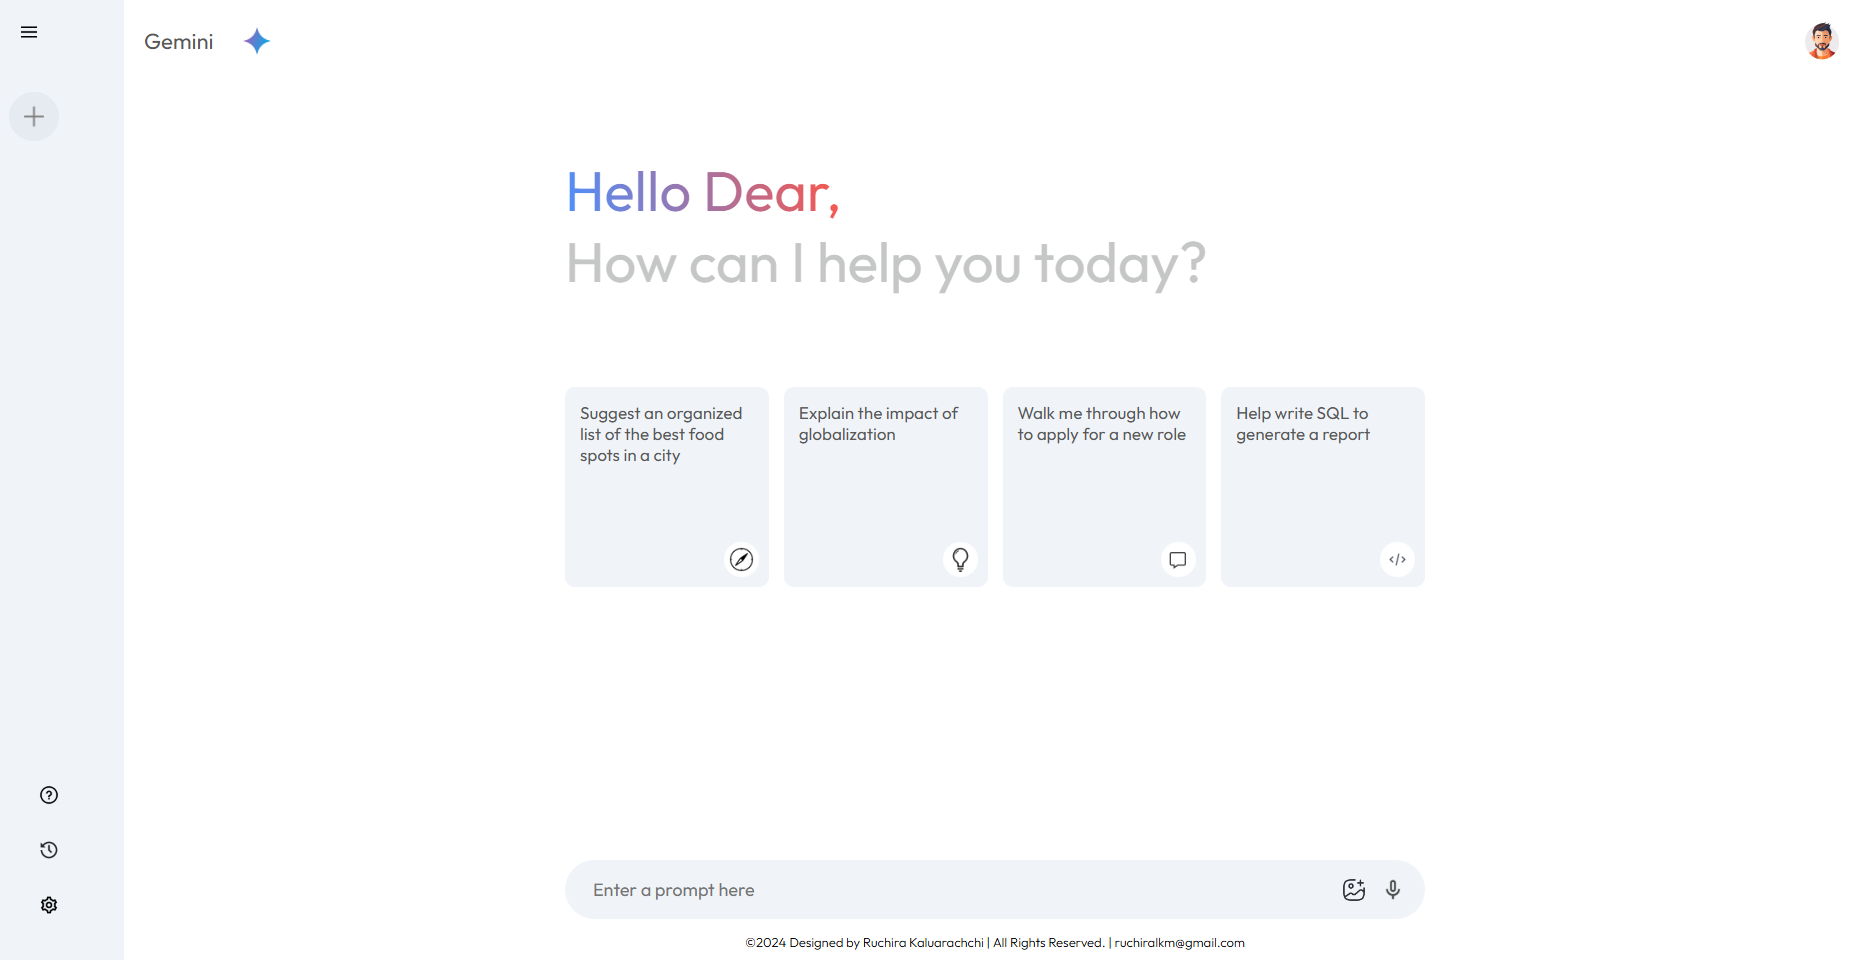 Gemini
Hello Dear,
How can I help you today?
Suggest an organized
list of the best food
spots in a city
Explain the impact of
globalization
Walk me through how
to apply for a new role
Help write SQL to
generate a report
Enter a prompt here
©2024 Designed by Ruchira Kaluarachchi | All Rights Reserved. | ruchiralkm@gmail.com